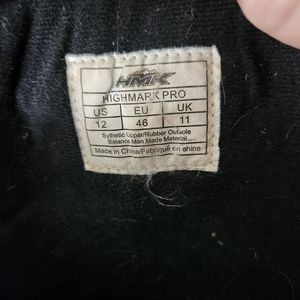 HMK
HIGHMARK PRO
US EU UK
12 46 11
Sythetic Upper/Rubber Outsole
Balance Man Made Material
Made in China/Fabriqué en chine